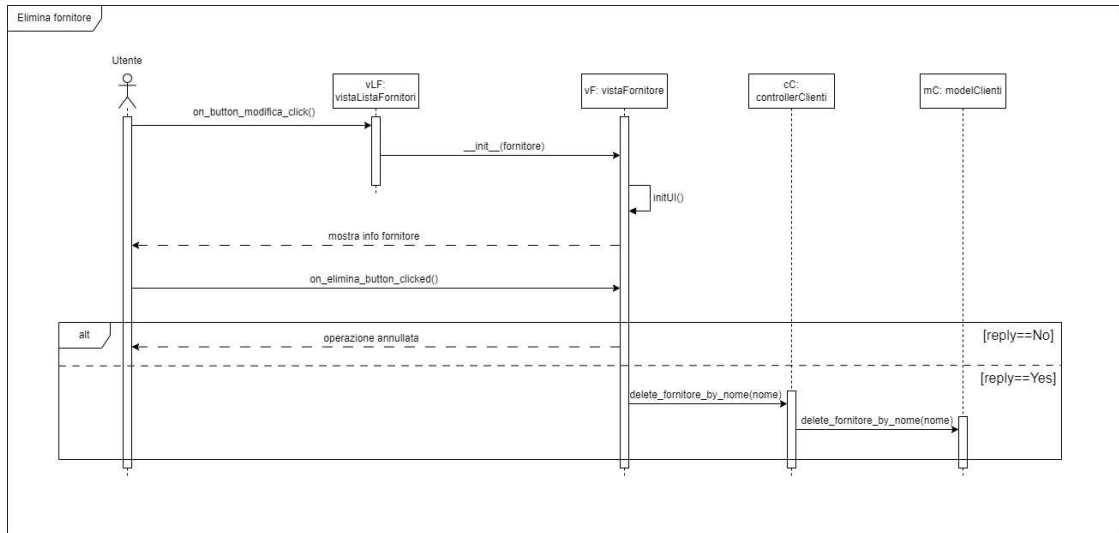 Elimina fornitore
Utente
vLF:
vistaListaFornitori
vF: vistaFornitore
cC:
controllerClienti
mC: modelClienti
on_button_modifica_click()
__init__(fornitore)
initUI()
mostra info fornitore
on_elimina_button_clicked()
alt
operazione annullata
[reply==No]
[reply==Yes]
delete_fornitore_by_nome(nome)
delete_fornitore_by_nome(nome)